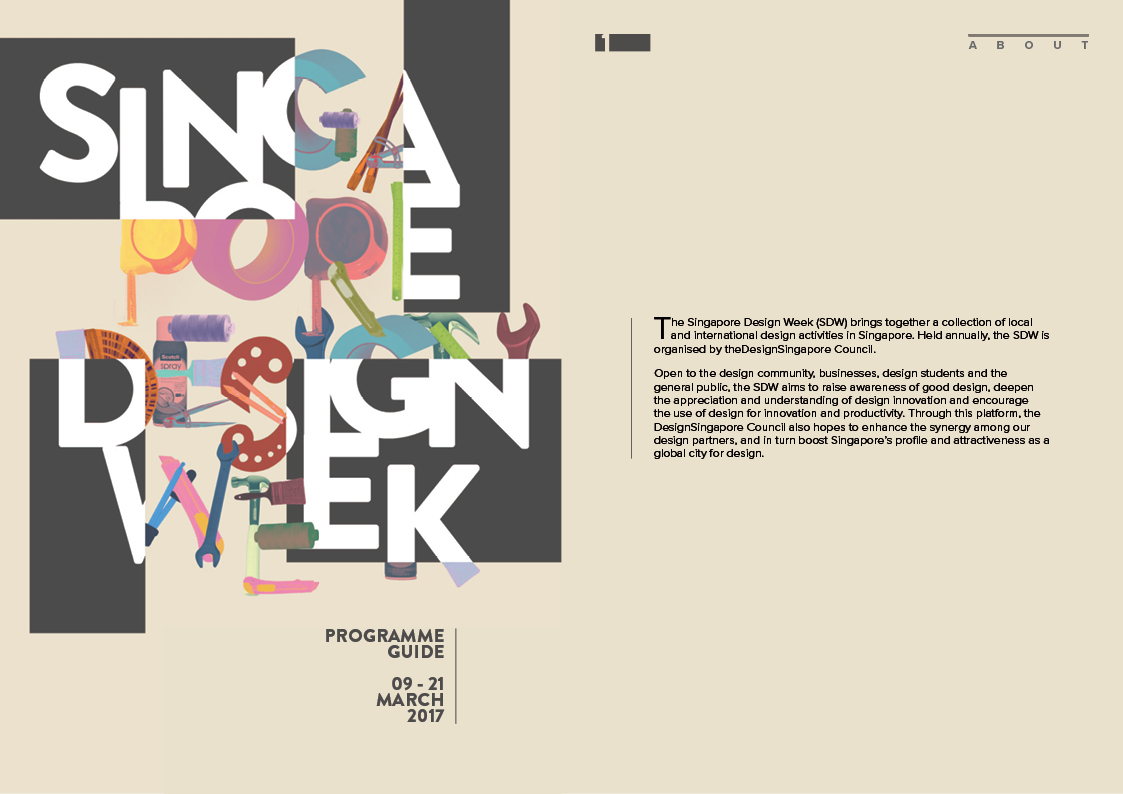 SINGA
PORE
DESIGN
WEEK
Scotch
spray
PROGRAMME
GUIDE
09 - 21
MARCH
2017
1
ABOUT
The Singapore Design Week (SDW) brings together a collection of local
and international design activities in Singapore. Held annually, the SDW is
organised by theDesignSingapore Council.
Open to the design community, businesses, design students and the
general public, the SDW aims to raise awareness of good design, deepen
the appreciation and understanding of design innovation and encourage
the use of design for innovation and productivity. Through this platform, the
DesignSingapore Council also hopes to enhance the synergy among our
design partners, and in turn boost Singapore's profile and attractiveness as a
global city for design.